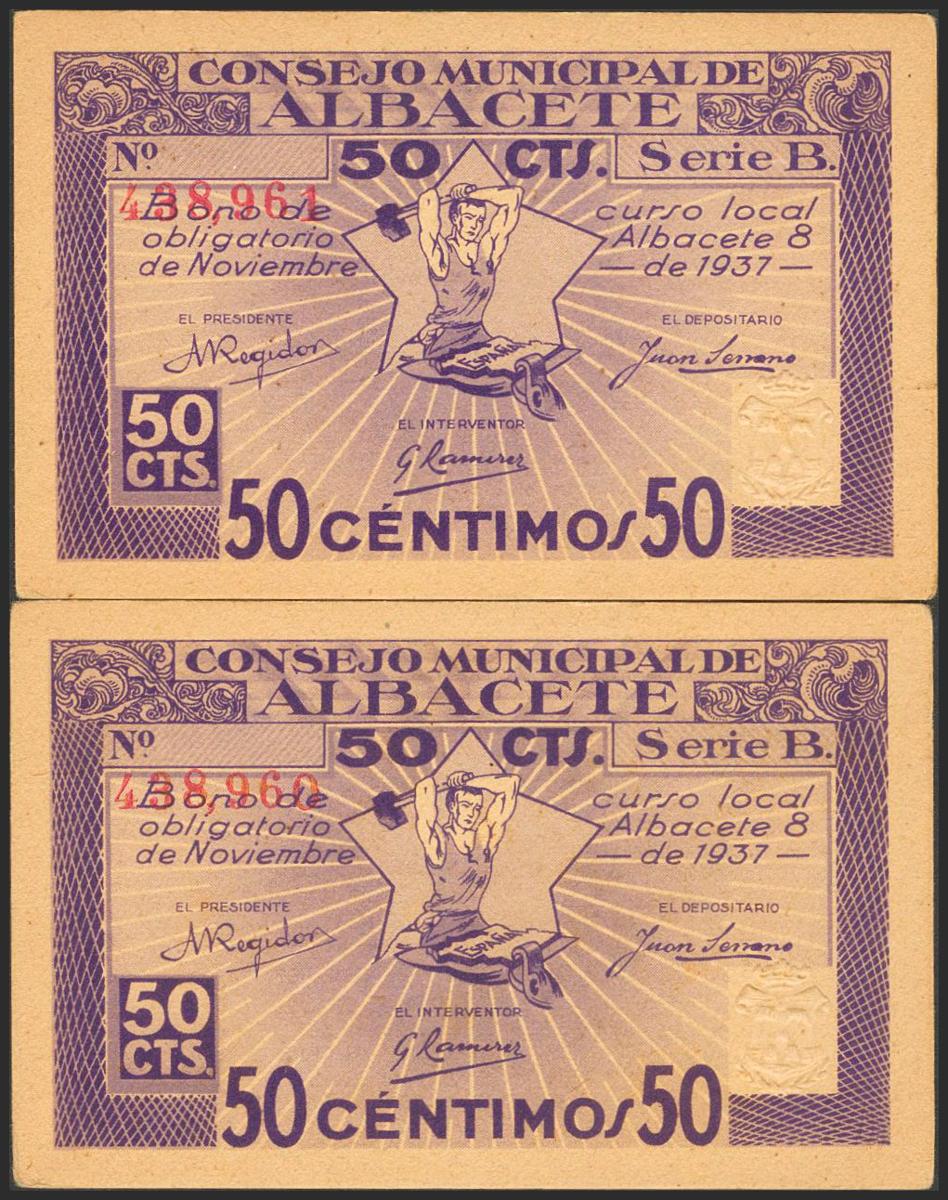 CONSEJO MUNICIPAL DE
ALBACETE
Nº 50 CTS. Serie B.
438,961
Bono de curso local
obligatorio Albacete 8
de Noviembre — de 1937 —
EL PRESIDENTE EL DEPOSITARIO
A Regidor Juan Serrano
ESPAÑA
EL INTERVENTOR
G Ramirez
50
CTS.
50 CÉNTIMOS 50
CONSEJO MUNICIPAL DE
ALBACETE
Nº 50 CTS. Serie B.
438,960
Bono de curso local
obligatorio Albacete 8
de Noviembre — de 1937 —
EL PRESIDENTE EL DEPOSITARIO
A Regidor Juan Serrano
ESPAÑA
EL INTERVENTOR
G Ramirez
50
CTS.
50 CÉNTIMOS 50